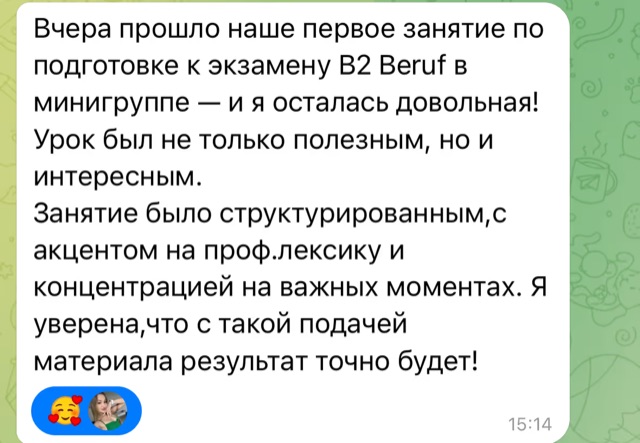 Вчера прошло наше первое занятие по
подготовке к экзамену B2 Beruf в
минигруппе — и я осталась довольная!
Урок был не только полезным, но и
интересным.
Занятие было структурированным,с
акцентом на проф.лексику и
концентрацией на важных моментах. Я
уверена,что с такой подачей
материала результат точно будет!
15:14